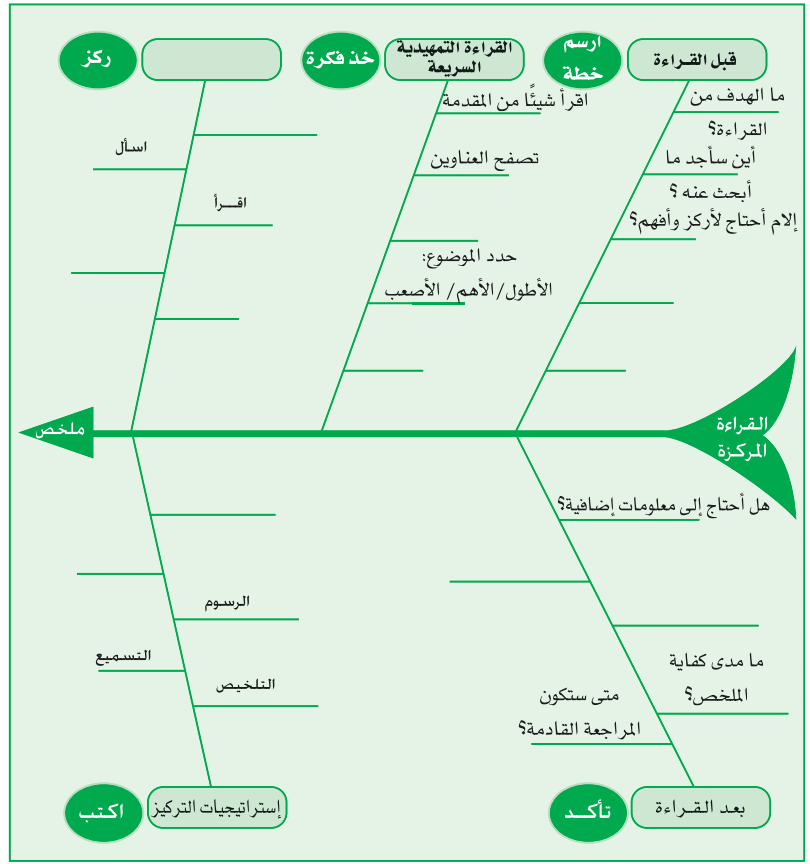 قبل القراءة
ارسم
خطة
ما الهدف من
القراءة؟
أين سأجد ما
أبحث عنه ؟
إلام أحتاج لأركز وأفهم؟
القراءة التمهيدية
السريعة
خذ فكرة
اقرأ شيئًا من المقدمة
تصفح العناوين
حدد الموضوع:
الأطول/الأهم/ الأصعب
ركز
اسأل
اقــرأ
القراءة
المركزة
ملخص
هل أحتاج إلى معلومات إضافية؟
ما مدى كفاية
الملخص؟
متى ستكون
المراجعة القادمة؟
بعد القراءة
تأكــد
الرسوم
التسميع
التلخيص
إستراتيجيات التركيز
اكتب